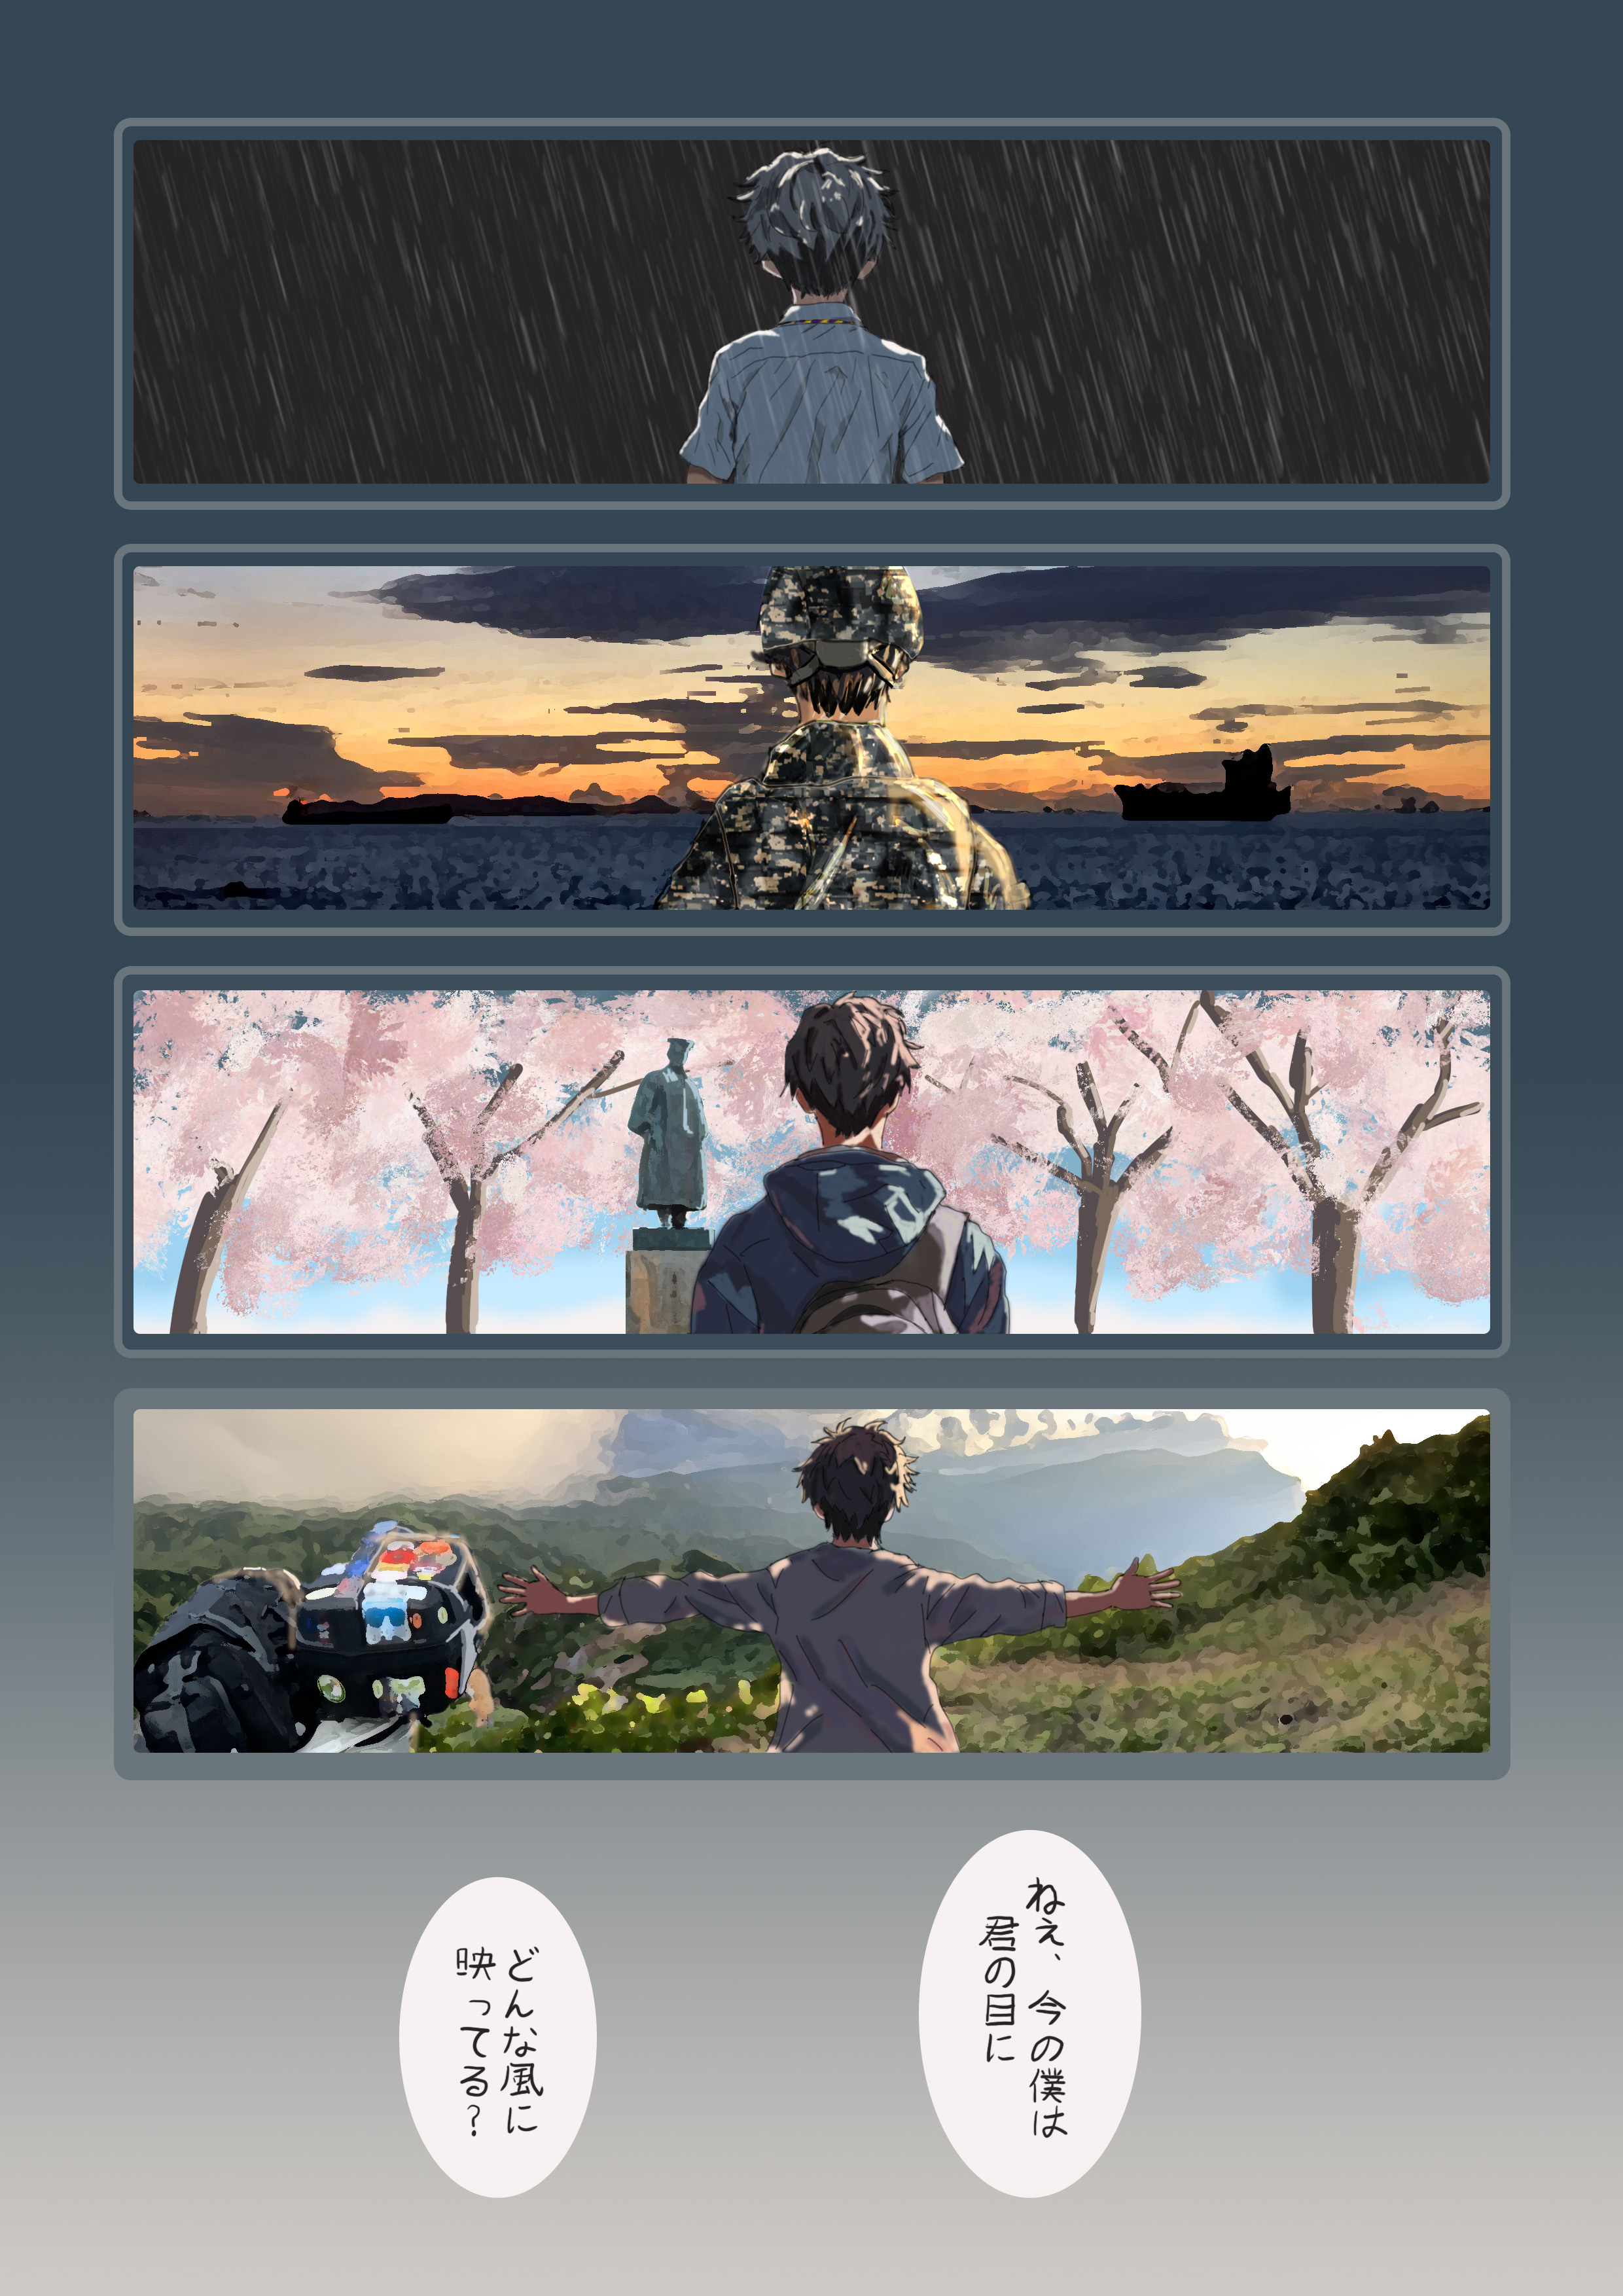 ねえ、今の僕は
君の目に
どんな風に
映ってる?